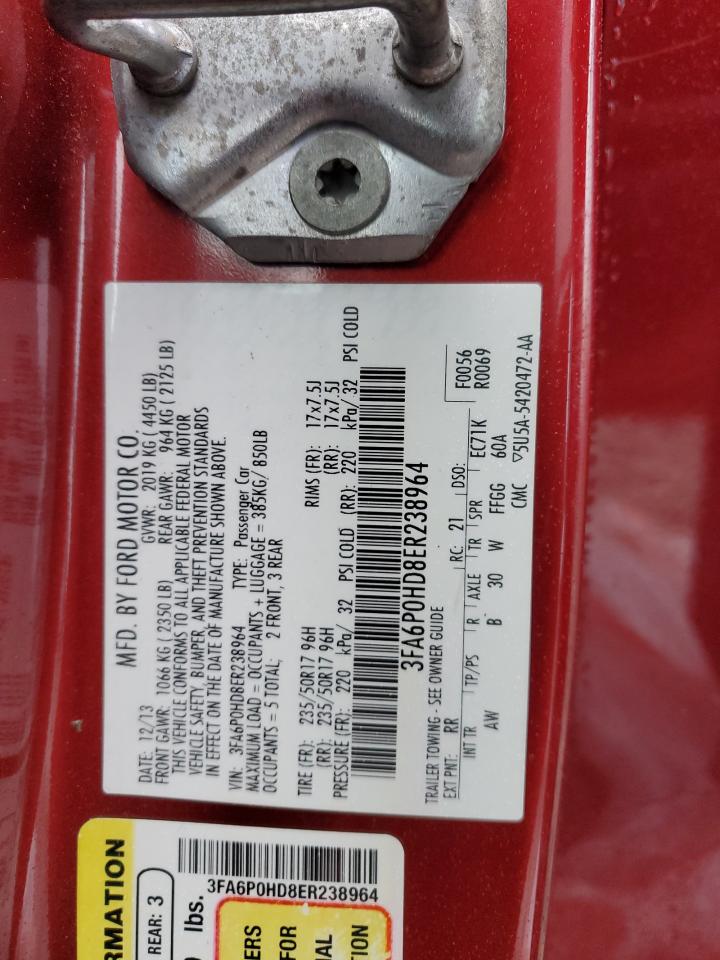 MFD. BY FORD MOTOR CO.
DATE: 12/13 GVWR: 2019 KG ( 4450 LB)
FRONT GAWR: 1066 KG ( 2350 LB) REAR GAWR: 964 KG ( 2125 LB)
THIS VEHICLE CONFORMS TO ALL APPLICABLE FEDERAL MOTOR
VEHICLE SAFETY, BUMPER, AND THEFT PREVENTION STANDARDS
IN EFFECT ON THE DATE OF MANUFACTURE SHOWN ABOVE.
VIN: 3FA6P0HD8ER238964 TYPE: Passenger Car
MAXIMUM LOAD = OCCUPANTS + LUGGAGE = 385KG/ 850LB
OCCUPANTS = 5 TOTAL; 2 FRONT, 3 REAR
TIRE (FR): 235/50R17 96H RIMS (FR): 17x7.5J
(RR): 235/50R17 96H (RR): 17x7.5J
PRESSURE (FR): 220 kPa/ 32 PSI COLD (RR): 220 kPa/ 32 PSI COLD
3FA6P0HD8ER238964
TRAILER TOWING - SEE OWNER GUIDE
EXT PNT: RR RC: 21 DSO: F0056
R0069
INT TR TP/PS R AXLE TR SPR EC71K
AW B 30 W FFGG 60A
CMC ▽5U5A-5420472-AA
RMATION
REAR: 3
lbs.
3FA6P0HD8ER238964
ERS
FOR
NAL
TION